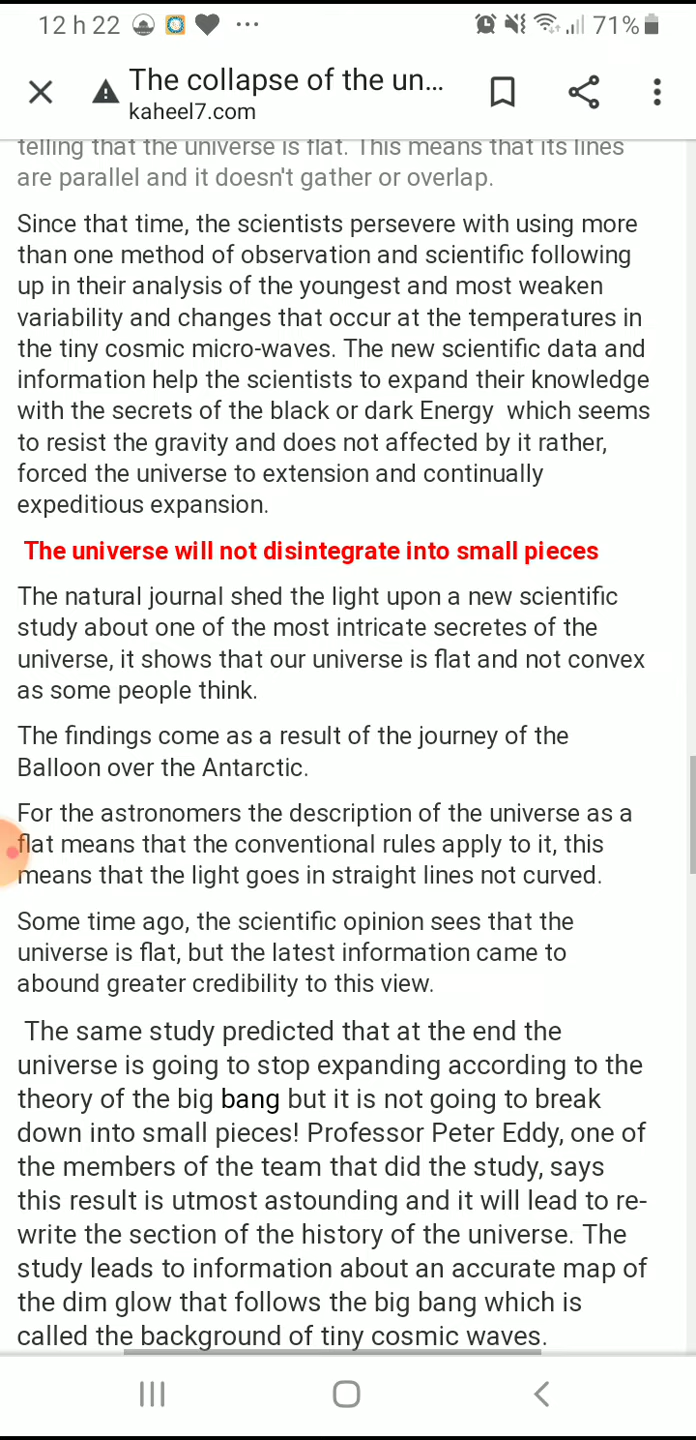 12 h 22 ... 71%
The collapse of the un...
kaheel7.com
telling that the universe is flat. This means that its lines
are parallel and it doesn't gather or overlap.
Since that time, the scientists persevere with using more
than one method of observation and scientific following
up in their analysis of the youngest and most weaken
variability and changes that occur at the temperatures in
the tiny cosmic micro-waves. The new scientific data and
information help the scientists to expand their knowledge
with the secrets of the black or dark Energy  which seems
to resist the gravity and does not affected by it rather,
forced the universe to extension and continually
expeditious expansion.
The universe will not disintegrate into small pieces
The natural journal shed the light upon a new scientific
study about one of the most intricate secretes of the
universe, it shows that our universe is flat and not convex
as some people think.
The findings come as a result of the journey of the
Balloon over the Antarctic.
For the astronomers the description of the universe as a
flat means that the conventional rules apply to it, this
means that the light goes in straight lines not curved.
Some time ago, the scientific opinion sees that the
universe is flat, but the latest information came to
abound greater credibility to this view.
The same study predicted that at the end the
universe is going to stop expanding according to the
theory of the big bang but it is not going to break
down into small pieces! Professor Peter Eddy, one of
the members of the team that did the study, says
this result is utmost astounding and it will lead to re-
write the section of the history of the universe. The
study leads to information about an accurate map of
the dim glow that follows the big bang which is
called the background of tiny cosmic waves.